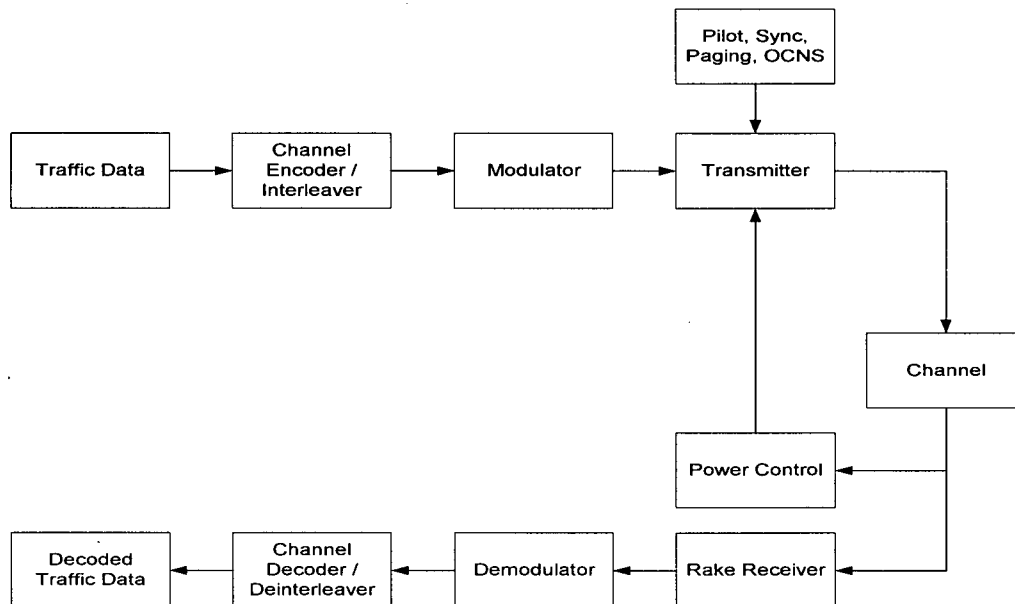 Pilot, Sync,
Paging, OCNS
Traffic Data
Channel
Encoder /
Interleaver
Modulator
Transmitter
Channel
Power Control
Decoded
Traffic Data
Channel
Decoder /
Deinterleaver
Demodulator
Rake Receiver